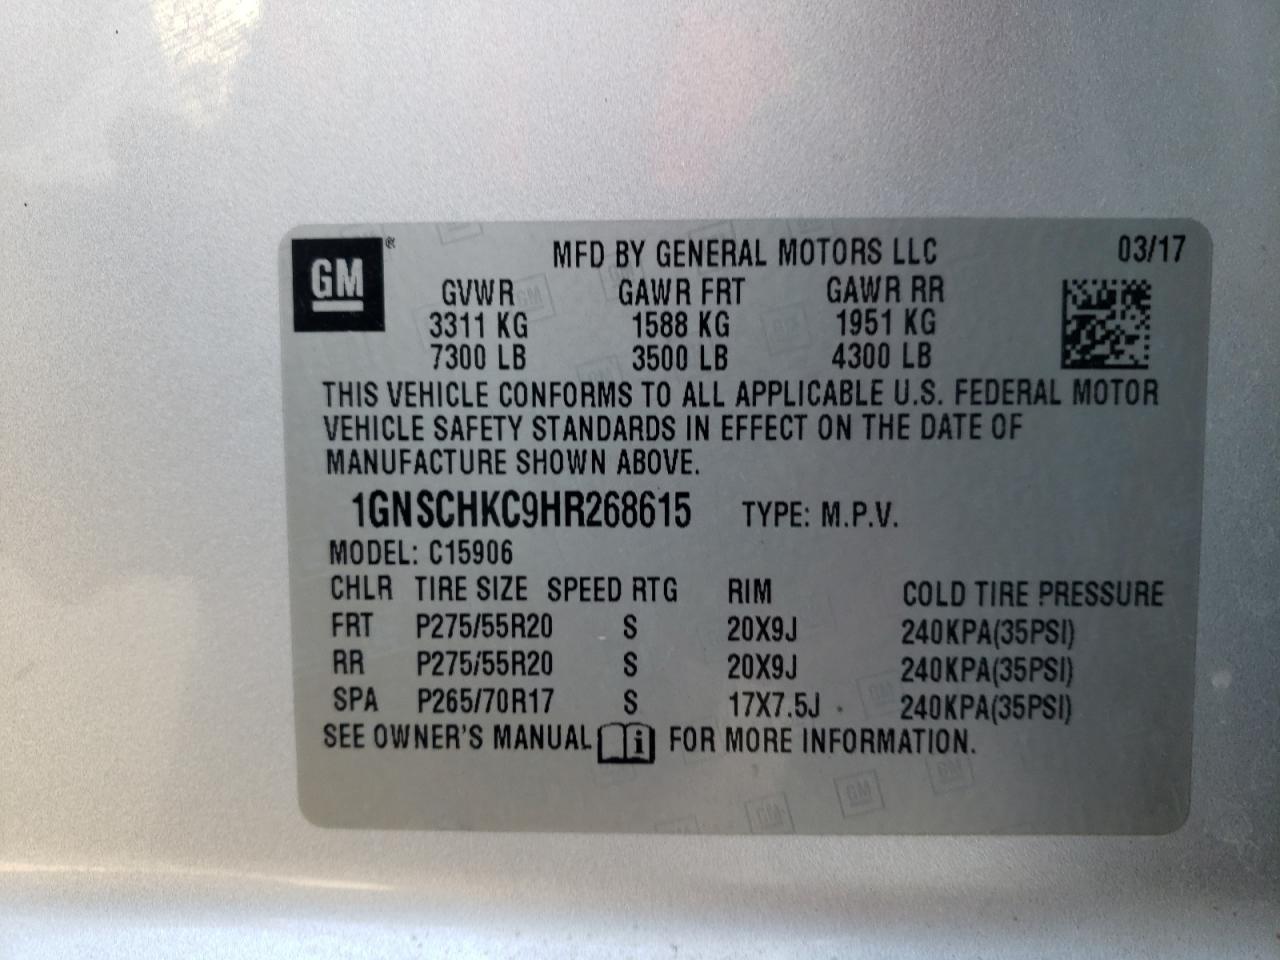 GM ® MFD BY GENERAL MOTORS LLC 03/17
GVWR GAWR FRT GAWR RR
3311 KG 1588 KG 1951 KG
7300 LB 3500 LB 4300 LB
THIS VEHICLE CONFORMS TO ALL APPLICABLE U.S. FEDERAL MOTOR
VEHICLE SAFETY STANDARDS IN EFFECT ON THE DATE OF
MANUFACTURE SHOWN ABOVE.
1GNSCHKC9HR268615 TYPE: M.P.V.
MODEL: C15906
CHLR TIRE SIZE SPEED RTG RIM COLD TIRE PRESSURE
FRT P275/55R20 S 20X9J 240KPA(35PSI)
RR P275/55R20 S 20X9J 240KPA(35PSI)
SPA P265/70R17 S 17X7.5J 240KPA(35PSI)
SEE OWNER'S MANUAL i FOR MORE INFORMATION.